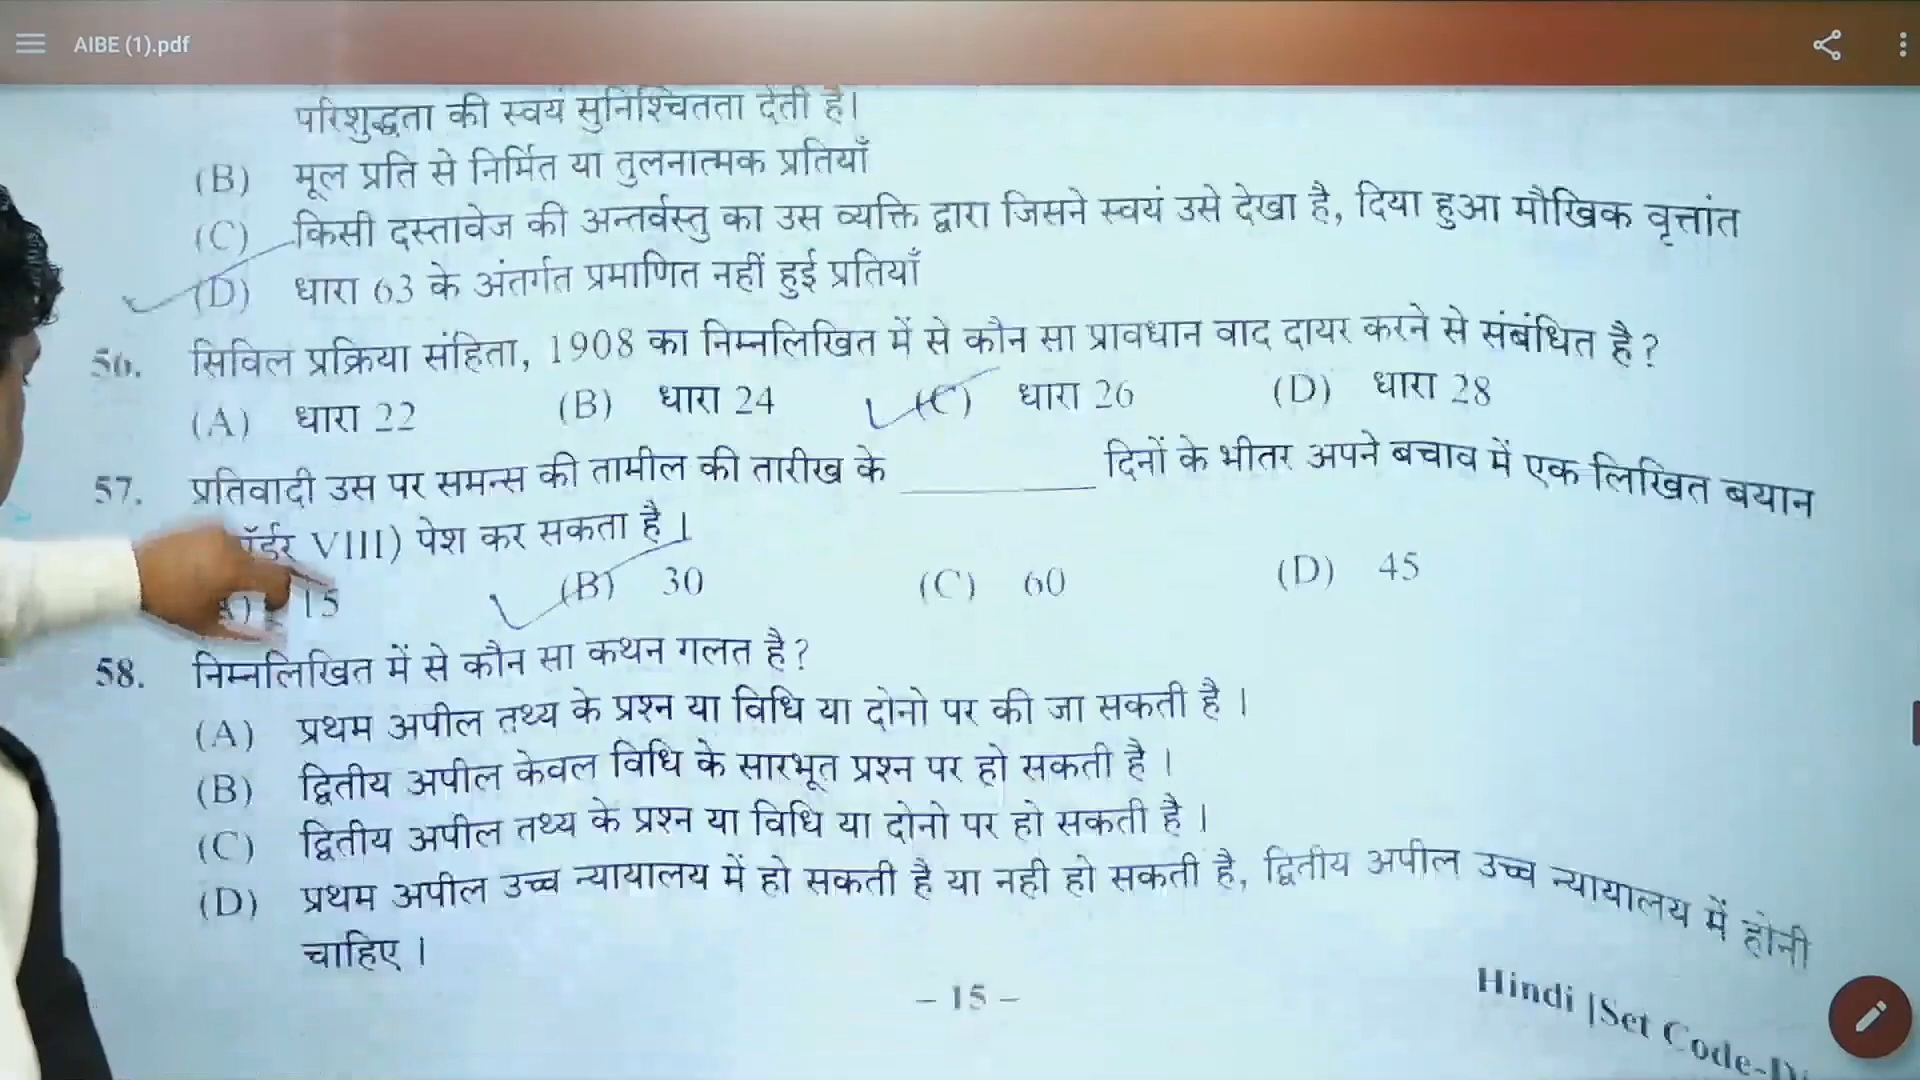 AIBE (1).pdf
परिशुद्धता की स्वयं सुनिश्चितता देती है।
(B) मूल प्रति से निर्मित या तुलनात्मक प्रतियाँ
(C) किसी दस्तावेज की अन्तर्वस्तु का उस व्यक्ति द्वारा जिसने स्वयं उसे देखा है, दिया हुआ मौखिक वृत्तांत
(D) धारा 63 के अंतर्गत प्रमाणित नहीं हुई प्रतियाँ
56. सिविल प्रक्रिया संहिता, 1908 का निम्नलिखित में से कौन सा प्रावधान वाद दायर करने से संबंधित है?
(A) धारा 22 (B) धारा 24 (C) धारा 26 (D) धारा 28
57. प्रतिवादी उस पर समन्स की तामील की तारीख के ________ दिनों के भीतर अपने बचाव में एक लिखित बयान
VIII) पेश कर सकता है।
15 (B) 30 (C) 60 (D) 45
58. निम्नलिखित में से कौन सा कथन गलत है?
(A) प्रथम अपील तथ्य के प्रश्न या विधि या दोनो पर की जा सकती है।
(B) द्वितीय अपील केवल विधि के सारभूत प्रश्न पर हो सकती है।
(C) द्वितीय अपील तथ्य के प्रश्न या विधि या दोनो पर हो सकती है।
(D) प्रथम अपील उच्च न्यायालय में हो सकती है या नही हो सकती है, द्वितीय अपील उच्च न्यायालय में होनी
चाहिए।
– 15 –
Hindi |Set Code-D